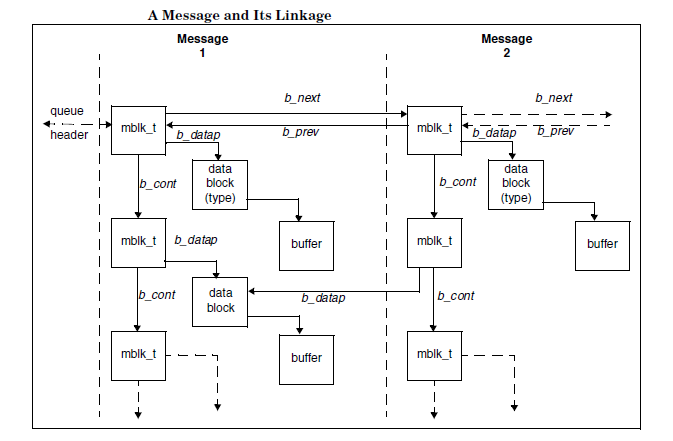 A Message and Its Linkage
Message
1
Message
2
b_next
b_next
queue
header
mblk_t
b_datap
b_prev
mblk_t
b_datap
b_prev
b_cont
data
block
(type)
b_cont
data
block
(type)
mblk_t
b_datap
buffer
mblk_t
buffer
b_cont
data
block
b_datap
b_cont
mblk_t
buffer
mblk_t